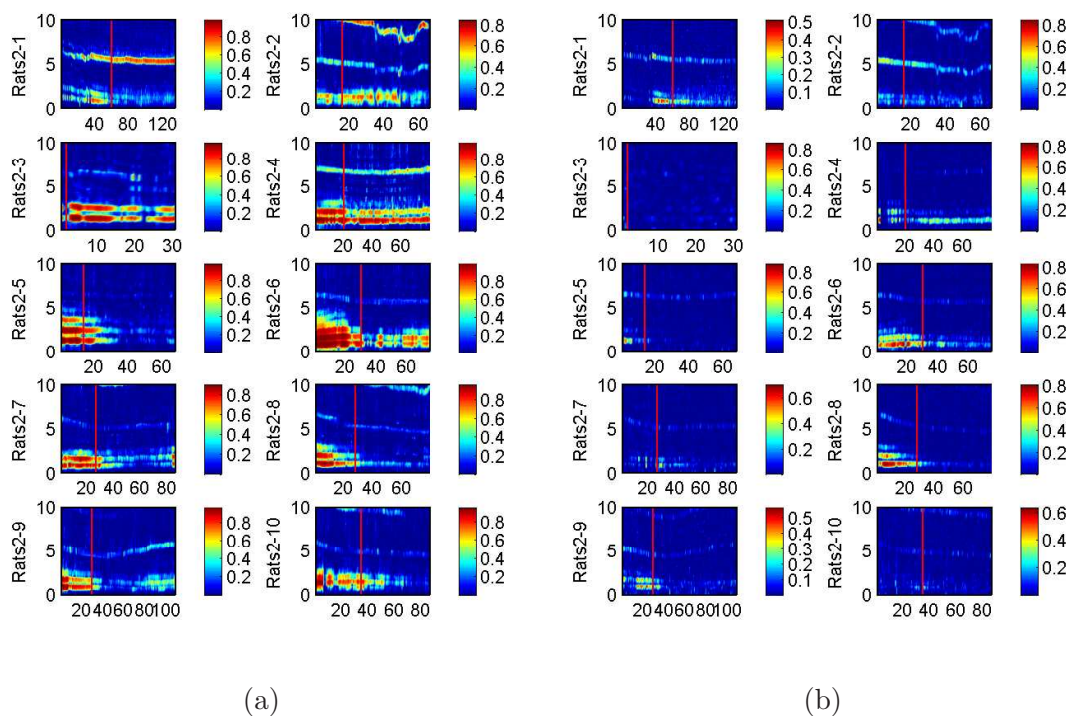 Rats2-1 10 5 0 40 80 120 0.8 0.6 0.4 0.2
Rats2-2 10 5 0 20 40 60 0.8 0.6 0.4 0.2
Rats2-1 10 5 0 40 80 120 0.5 0.4 0.3 0.2 0.1
Rats2-2 10 5 0 20 40 60 0.8 0.6 0.4 0.2
Rats2-3 10 5 0 10 20 30 0.8 0.6 0.4 0.2
Rats2-4 10 5 0 20 40 60 0.8 0.6 0.4 0.2
Rats2-3 10 5 0 10 20 30 0.8 0.6 0.4 0.2
Rats2-4 10 5 0 20 40 60 0.8 0.6 0.4 0.2
Rats2-5 10 5 0 20 40 60 0.8 0.6 0.4 0.2
Rats2-6 10 5 0 20 40 60 0.8 0.6 0.4 0.2
Rats2-5 10 5 0 20 40 60 0.8 0.6 0.4 0.2
Rats2-6 10 5 0 20 40 60 0.8 0.6 0.4 0.2
Rats2-7 10 5 0 20 40 60 80 0.8 0.6 0.4 0.2
Rats2-8 10 5 0 20 40 60 0.8 0.6 0.4 0.2
Rats2-7 10 5 0 20 40 60 80 0.6 0.4 0.2
Rats2-8 10 5 0 20 40 60 0.8 0.6 0.4 0.2
Rats2-9 10 5 0 20 40 60 80 100 0.8 0.6 0.4 0.2
Rats2-10 10 5 0 20 40 60 80 0.8 0.6 0.4 0.2
Rats2-9 10 5 0 20 40 60 80 100 0.5 0.4 0.3 0.2 0.1
Rats2-10 10 5 0 20 40 60 80 0.6 0.4 0.2
(a) (b)